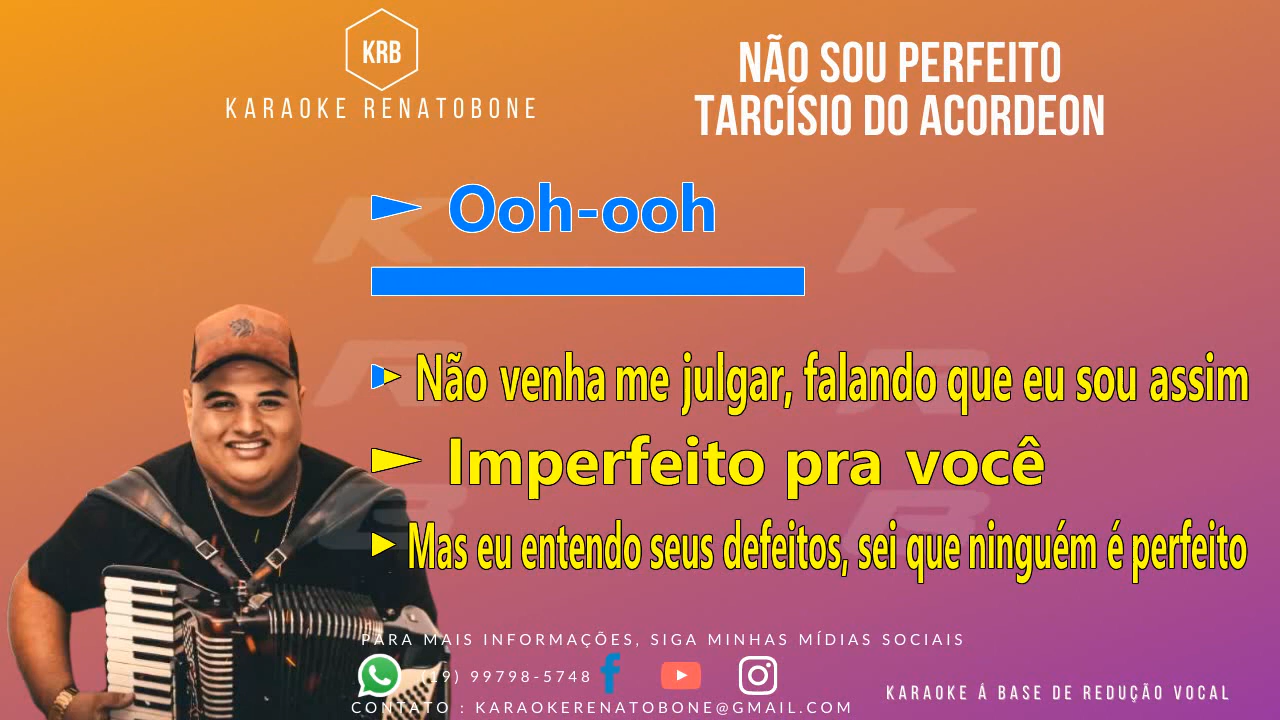 KRB
KARAOKE RENATOBONE
NÃO SOU PERFEITO
TARCÍSIO DO ACORDEON
Ooh-ooh
Não venha me julgar, falando que eu sou assim
Imperfeito pra você
Mas eu entendo seus defeitos, sei que ninguém é perfeito
K R B
K R B
PARA MAIS INFORMAÇÕES, SIGA MINHAS MÍDIAS SOCIAIS
(19) 99798-5748
CONTATO : KARAOKERENATOBONE@GMAIL.COM
KARAOKE Á BASE DE REDUÇÃO VOCAL